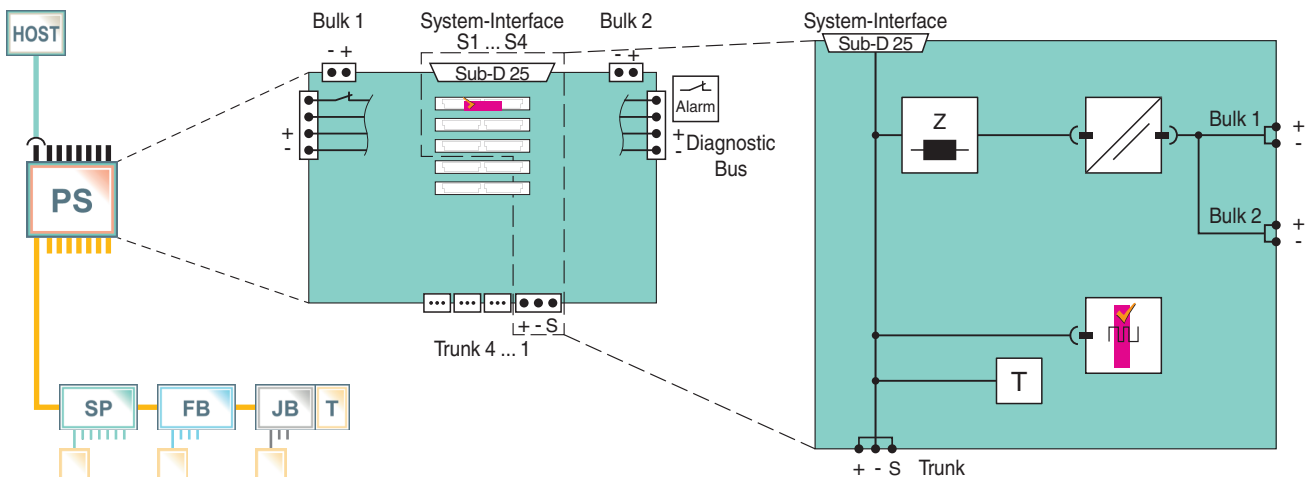 HOST
PS
SP
FB
JB
T
Bulk 1
- +
System-Interface
S1 ... S4
Sub-D 25
Bulk 2
- +
+
-
Alarm
+
-
Diagnostic
Bus
+ - S
Trunk 4 ... 1
System-Interface
Sub-D 25
Z
Bulk 1
+
-
Bulk 2
+
-
T
+ - S Trunk